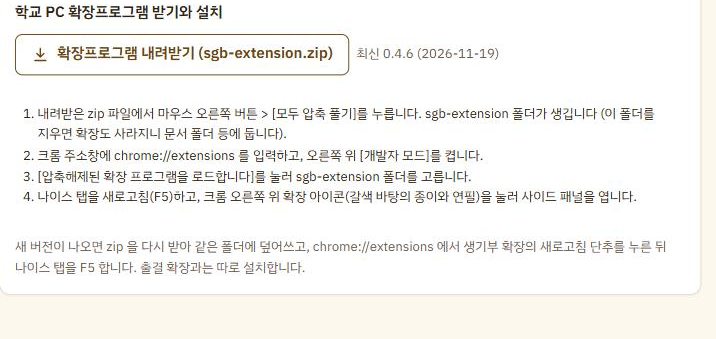 학교 PC 확장프로그램 받기와 설치
확장프로그램 내려받기 (sgb-extension.zip) 최신 0.4.6 (2026-11-19)
1. 내려받은 zip 파일에서 마우스 오른쪽 버튼 > [모두 압축 풀기]를 누릅니다. sgb-extension 폴더가 생깁니다 (이 폴더를
지우면 확장도 사라지니 문서 폴더 등에 둡니다).
2. 크롬 주소창에 chrome://extensions 를 입력하고, 오른쪽 위 [개발자 모드]를 켭니다.
3. [압축해제된 확장 프로그램을 로드합니다]를 눌러 sgb-extension 폴더를 고릅니다.
4. 나이스 탭을 새로고침(F5)하고, 크롬 오른쪽 위 확장 아이콘(갈색 바탕의 종이와 연필)을 눌러 사이드 패널을 엽니다.
새 버전이 나오면 zip 을 다시 받아 같은 폴더에 덮어쓰고, chrome://extensions 에서 생기부 확장의 새로고침 단추를 누른 뒤
나이스 탭을 F5 합니다. 출결 확장과는 따로 설치합니다.